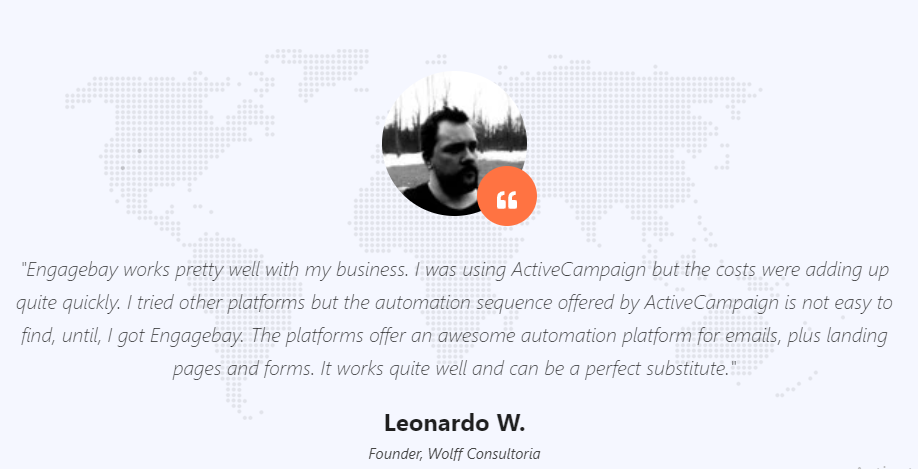 "Engagebay works pretty well with my business. I was using ActiveCampaign but the costs were adding up
quite quickly. I tried other platforms but the automation sequence offered by ActiveCampaign is not easy to
find, until, I got Engagebay. The platforms offer an awesome automation platform for emails, plus landing
pages and forms. It works quite well and can be a perfect substitute."
Leonardo W.
Founder, Wolff Consultoria